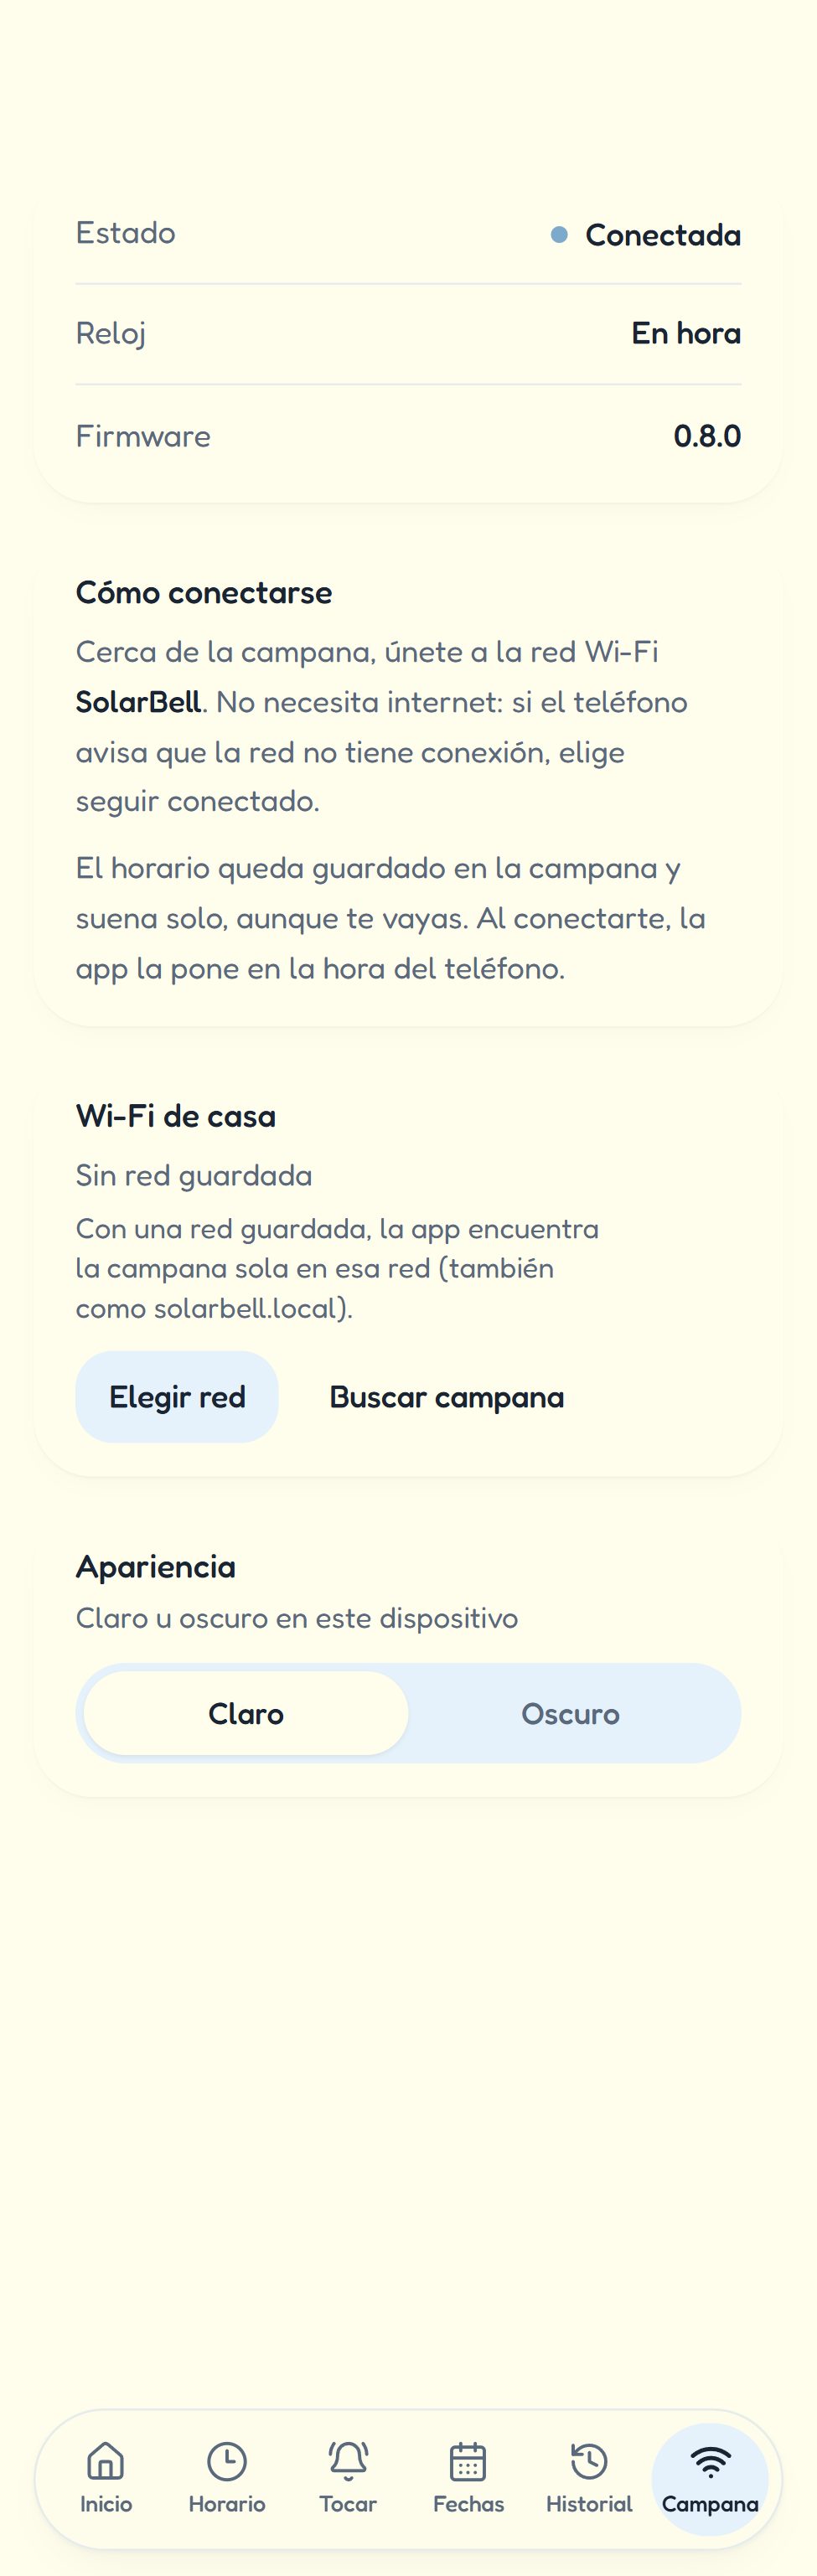 Estado
Conectada
Reloj
En hora
Firmware
0.8.0
Cómo conectarse
Cerca de la campana, únete a la red Wi-Fi
SolarBell. No necesita internet: si el teléfono
avisa que la red no tiene conexión, elige
seguir conectado.
El horario queda guardado en la campana y
suena solo, aunque te vayas. Al conectarte, la
app la pone en la hora del teléfono.
Wi-Fi de casa
Sin red guardada
Con una red guardada, la app encuentra
la campana sola en esa red (también
como solarbell.local).
Elegir red
Buscar campana
Apariencia
Claro u oscuro en este dispositivo
Claro
Oscuro
Inicio
Horario
Tocar
Fechas
Historial
Campana